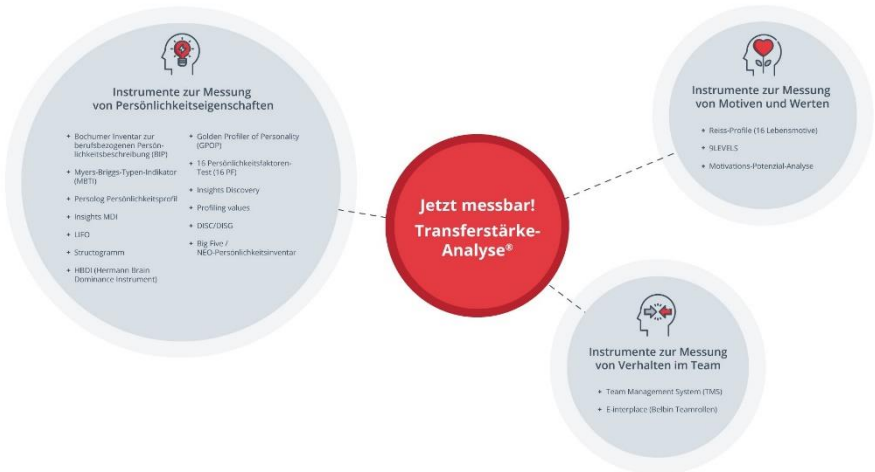 Instrumente zur Messung
von Persönlichkeitseigenschaften
+ Bochumer Inventar zur
berufsbezogenen Persön-
lichkeitsbeschreibung (BIP)
+ Myers-Briggs-Typen-Indikator
(MBTI)
+ Persolog Persönlichkeitsprofil
+ Insights MDI
+ LIFO
+ Structogramm
+ HBDI (Hermann Brain
Dominance Instrument)
+ Golden Profiler of Personality
(GPOP)
+ 16 Persönlichkeitsfaktoren-
Test (16 PF)
+ Insights Discovery
+ Profiling values
+ DISC/DISG
+ Big Five /
NEO-Persönlichkeitsinventar
Jetzt messbar!
Transferstärke-
Analyse®
Instrumente zur Messung
von Motiven und Werten
+ Reiss-Profile (16 Lebensmotive)
+ 9LEVELS
+ Motivations-Potenzial-Analyse
Instrumente zur Messung
von Verhalten im Team
+ Team Management System (TMS)
+ E-interplace (Belbin Teamrollen)